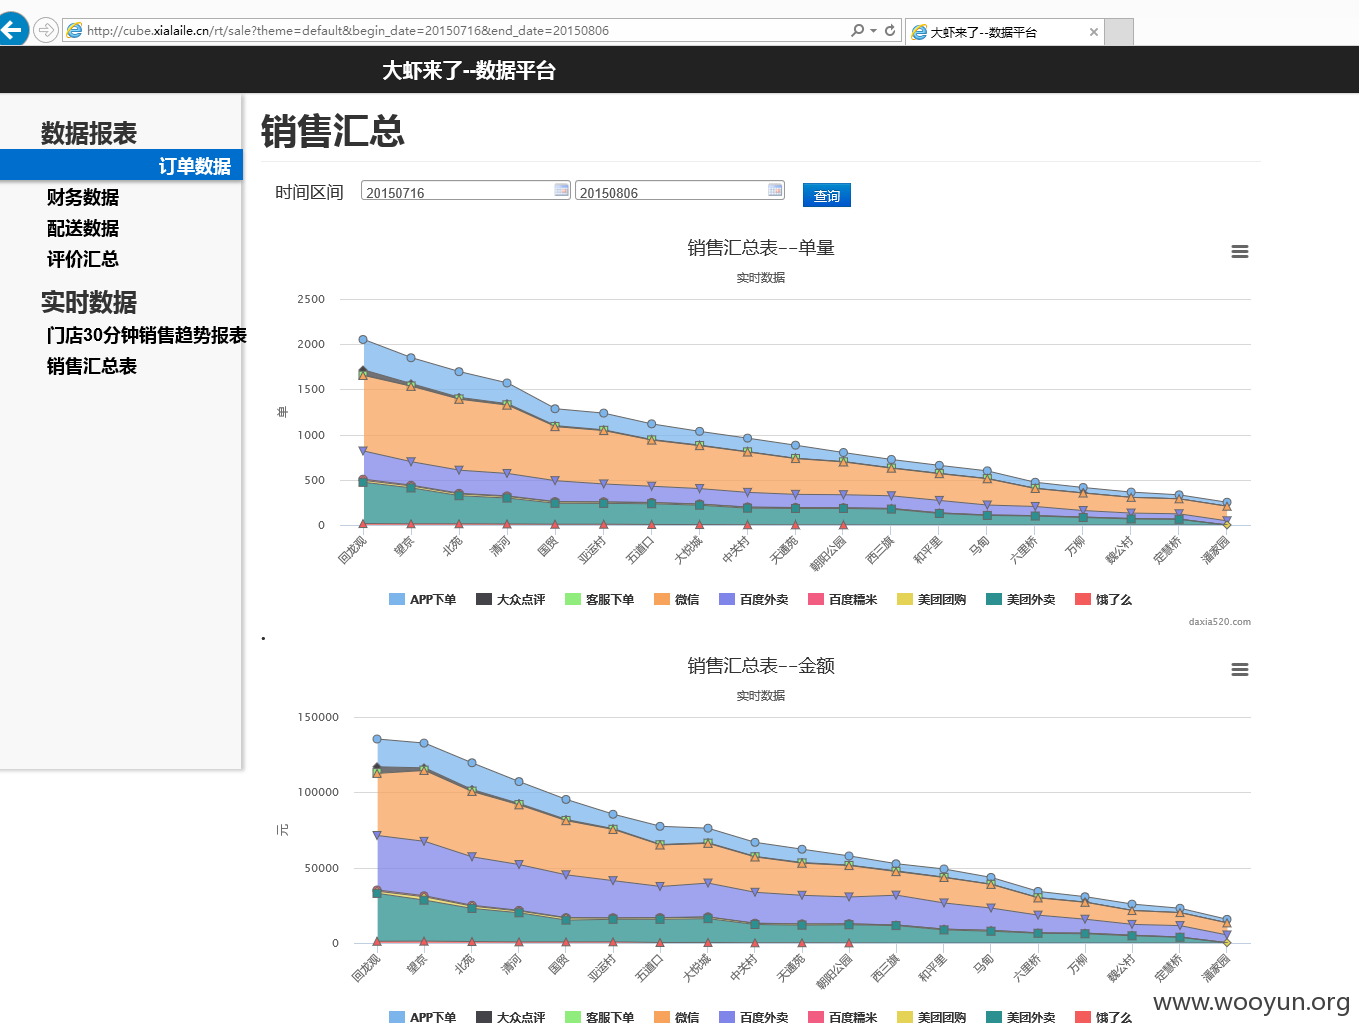 http://cube.xialaile.cn/rt/sale?theme=default&begin_date=20150716&end_date=20150806
大虾来了--数据平台
大虾来了--数据平台
数据报表
订单数据
财务数据
配送数据
评价汇总
实时数据
门店30分钟销售趋势报表
销售汇总表
销售汇总
时间区间 20150716 20150806 查询
销售汇总表--单量
实时数据
单
2500
2000
1500
1000
500
0
回龙观 望京 北苑 清河 国贸 亚运村 五道口 大悦城 中关村 天通苑 朝阳公园 西三旗 和平里 马甸 六里桥 万柳 魏公村 定慧桥 潘家园
APP下单 大众点评 客服下单 微信 百度外卖 百度糯米 美团团购 美团外卖 饿了么
daxia520.com
销售汇总表--金额
实时数据
元
150000
100000
50000
0
回龙观 望京 北苑 清河 国贸 亚运村 五道口 大悦城 中关村 天通苑 朝阳公园 西三旗 和平里 马甸 六里桥 万柳 魏公村 定慧桥 潘家园
APP下单 大众点评 客服下单 微信 百度外卖 百度糯米 美团团购 美团外卖 饿了么
www.wooyun.org